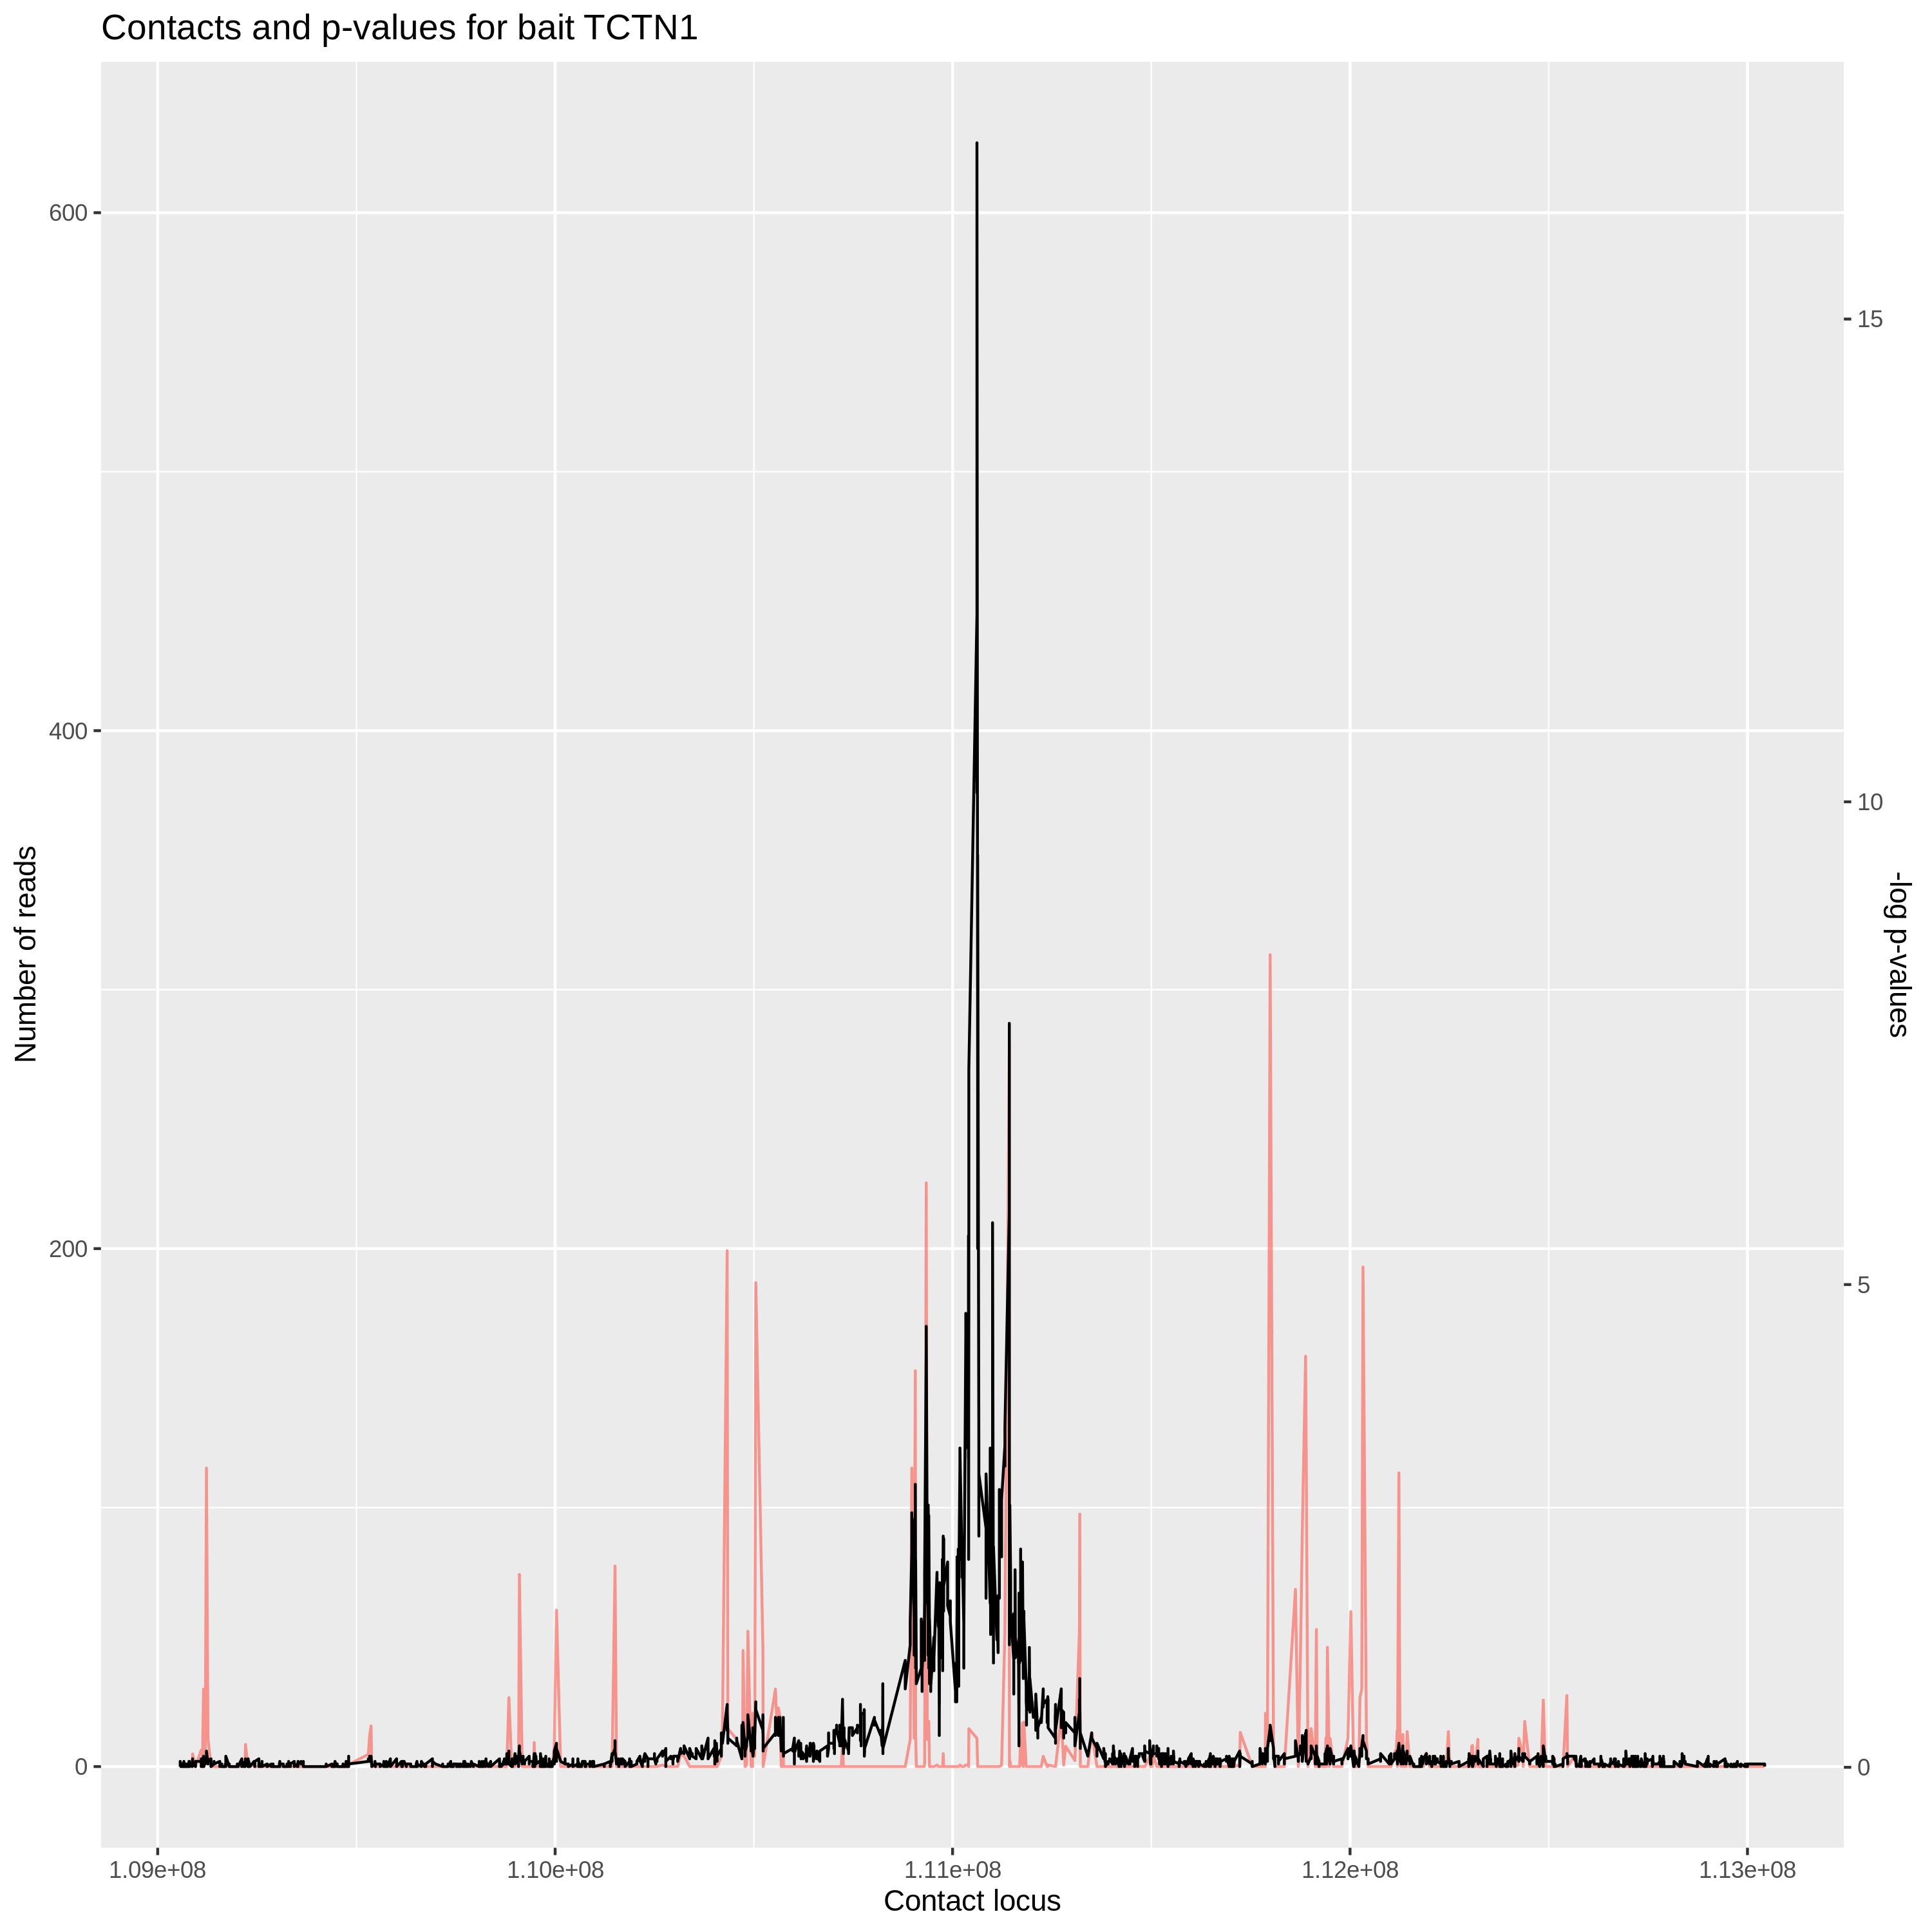 Contacts and p-values for bait TCTN1
600
400
200
0
Number of reads
15
10
5
0
-log p-values
1.09e+08
1.10e+08
1.11e+08
1.12e+08
1.13e+08
Contact locus